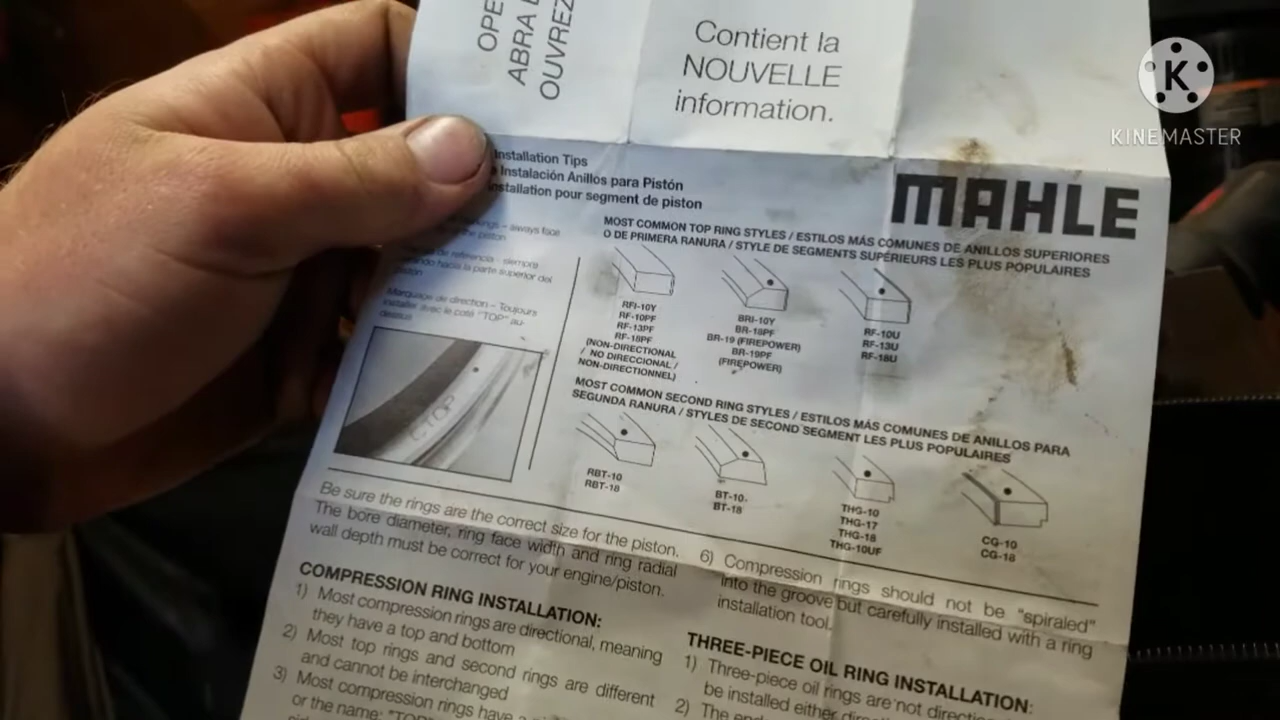 OPE
ABRA E
OUVREZ
Contient la
NOUVELLE
information.
KINEMASTER
Installation Tips
Instalación Anillos para Pistón
installation pour segment de piston
MAHLE
always face
piston
de referencia - siempre
hacia la parte superior del
piston
Marquage de direction – Toujours
installer avec le coté "TOP" au-
dessus
TOP
MOST COMMON TOP RING STYLES / ESTILOS MÁS COMUNES DE ANILLOS SUPERIORES
O DE PRIMERA RANURA / STYLE DE SEGMENTS SUPÉRIEURS LES PLUS POPULAIRES
RFI-10Y
RF-10PF
RF-13PF
RF-18PF
(NON-DIRECTIONAL
/ NO DIRECCIONAL /
NON-DIRECTIONNEL)
BRI-10Y
BR-18PF
BR-19 (FIREPOWER)
BR-19PF
(FIREPOWER)
RF-10U
RF-13U
RF-18U
MOST COMMON SECOND RING STYLES / ESTILOS MÁS COMUNES DE ANILLOS PARA
SEGUNDA RANURA / STYLES DE SECOND SEGMENT LES PLUS POPULAIRES
RBT-10
RBT-18
BT-10
BT-18
THG-10
THG-17
THG-18
THG-10UF
CG-10
CG-18
Be sure the rings are the correct size for the piston.
The bore diameter, ring face width and ring radial
wall depth must be correct for your engine/piston.
COMPRESSION RING INSTALLATION:
1) Most compression rings are directional, meaning
they have a top and bottom
2) Most top rings and second rings are different
and cannot be interchanged
3) Most compression rings have a
or the name: "TOP"
6) Compression rings should not be "spiraled"
into the groove but carefully installed with a ring
installation tool.
THREE-PIECE OIL RING INSTALLATION:
1) Three-piece oil rings are not
be installed either
2) The